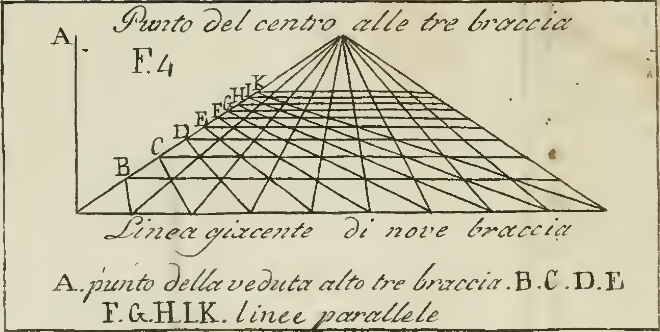 Punto del centro alle tre braccia
A
F.4
K
I
H
G
F
E
D
C
B
Linea giacente di nove braccia
A. punto della veduta alto tre braccia. B.C.D.E
F.G.H.I.K. linee parallele